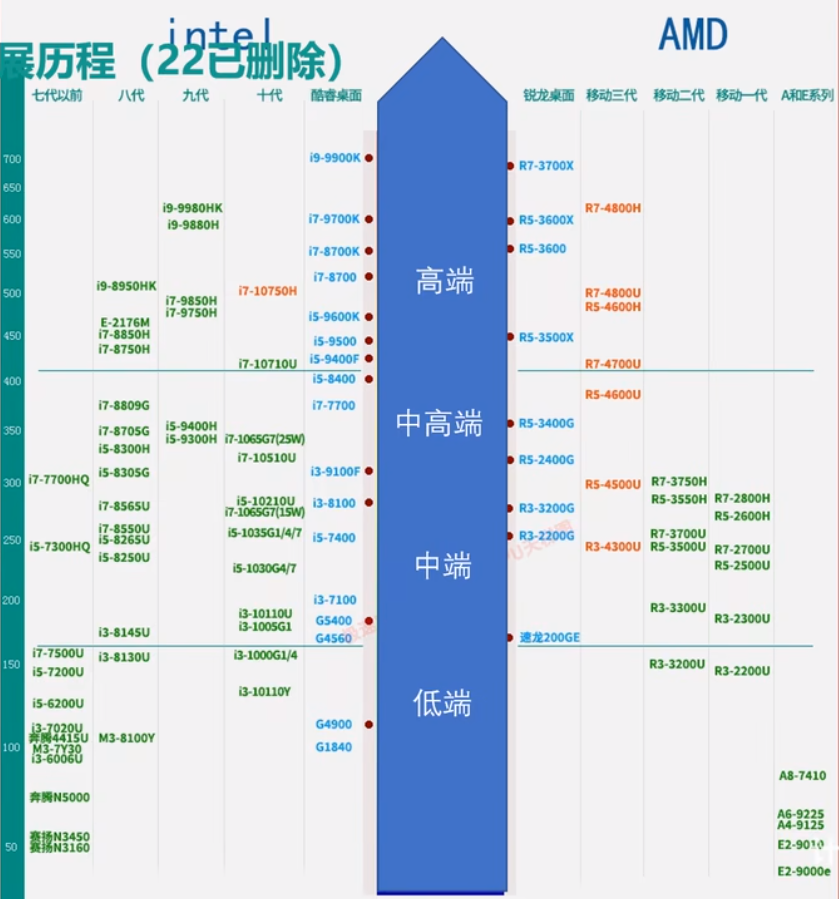 intel
AMD
展历程（22已删除）
七代以前 八代 九代 十代 酷睿桌面 锐龙桌面 移动三代 移动二代 移动一代 A和E系列
700
650
600
550
500
450
400
350
300
250
200
150
100
50
i7-7700HQ
i5-7300HQ
i7-7500U
i5-7200U
i5-6200U
i3-7020U
奔腾4415U
M3-7Y30
i3-6006U
奔腾N5000
赛扬N3450
赛扬N3160
i9-8950HK
E-2176M
i7-8850H
i7-8750H
i7-8809G
i7-8705G
i5-8300H
i5-8305G
i7-8565U
i7-8550U
i5-8265U
i5-8250U
i3-8145U
i3-8130U
M3-8100Y
i9-9980HK
i9-9880H
i7-9850H
i7-9750H
i5-9400H
i5-9300H
i7-10750H
i7-10710U
i7-1065G7(25W)
i7-10510U
i5-10210U
i7-1065G7(15W)
i5-1035G1/4/7
i5-1030G4/7
i3-10110U
i3-1005G1
i3-1000G1/4
i3-10110Y
i9-9900K
i7-9700K
i7-8700K
i7-8700
i5-9600K
i5-9500
i5-9400F
i5-8400
i7-7700
i3-9100F
i3-8100
i5-7400
i3-7100
G5400
G4560
G4900
G1840
高端
中高端
中端
低端
R7-3700X
R5-3600X
R5-3600
R5-3500X
R5-3400G
R5-2400G
R3-3200G
R3-2200G
速龙200GE
R7-4800H
R7-4800U
R5-4600H
R7-4700U
R5-4600U
R5-4500U
R3-4300U
R7-3750H
R5-3550H
R7-3700U
R5-3500U
R3-3300U
R3-3200U
R7-2800H
R5-2600H
R7-2700U
R5-2500U
R3-2300U
R3-2200U
A8-7410
A6-9225
A4-9125
E2-9010
E2-9000e